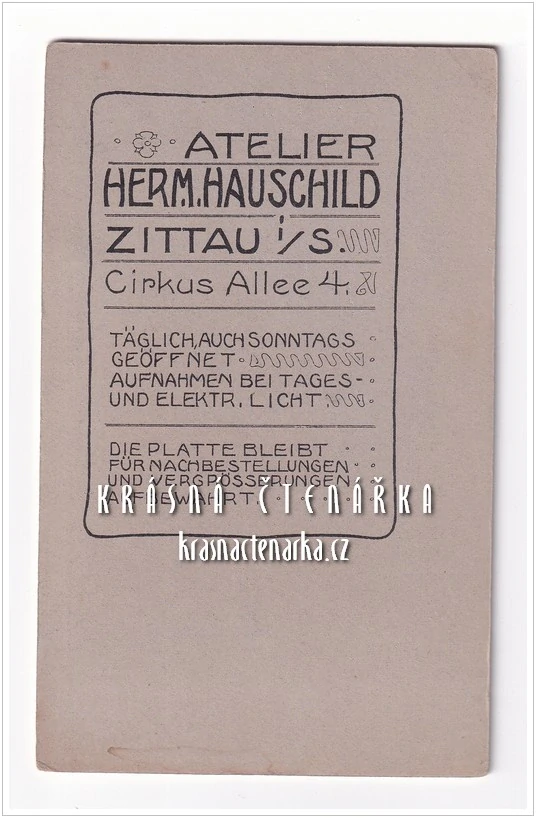 ATELIER
HERM. HAUSCHILD
ZITTAU i/S.
Cirkus Allee 4.
TÄGLICH, AUCH SONNTAGS
GEÖFFNET
AUFNAHMEN BEI TAGES-
UND ELEKTR. LICHT
DIE PLATTE BLEIBT
FÜR NACHBESTELLUNGEN
UND VERGRÖSSERUNGEN
AUFBEWAHRT
KRÁSNÁ ČTENÁŘKA
krasnactenarka.cz